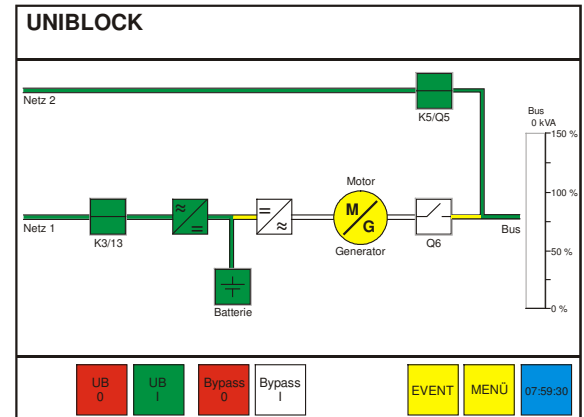 UNIBLOCK
Netz 2
K5/Q5
Bus
0 kVA
150 %
100 %
50 %
0 %
Motor
M
G
Generator
Netz 1
K3/13
Q6
Bus
Batterie
UB
0
UB
I
Bypass
0
Bypass
I
EVENT
MENÜ
07:59:30